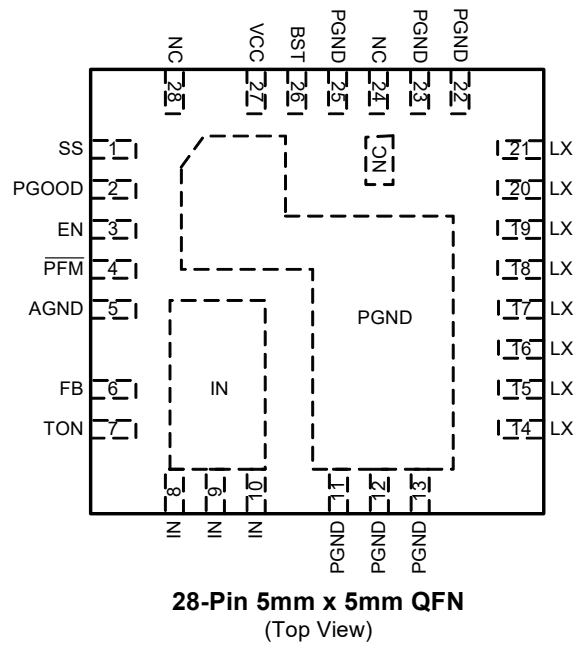 NC
VCC
BST
PGND
NC
PGND
PGND
28
27
26
25
24
23
22
SS 1
PGOOD 2
EN 3
PFM 4
AGND 5
FB 6
TON 7
NC
PGND
IN
21 LX
20 LX
19 LX
18 LX
17 LX
16 LX
15 LX
14 LX
8
9
10
11
12
13
IN
IN
IN
PGND
PGND
PGND
28-Pin 5mm x 5mm QFN
(Top View)